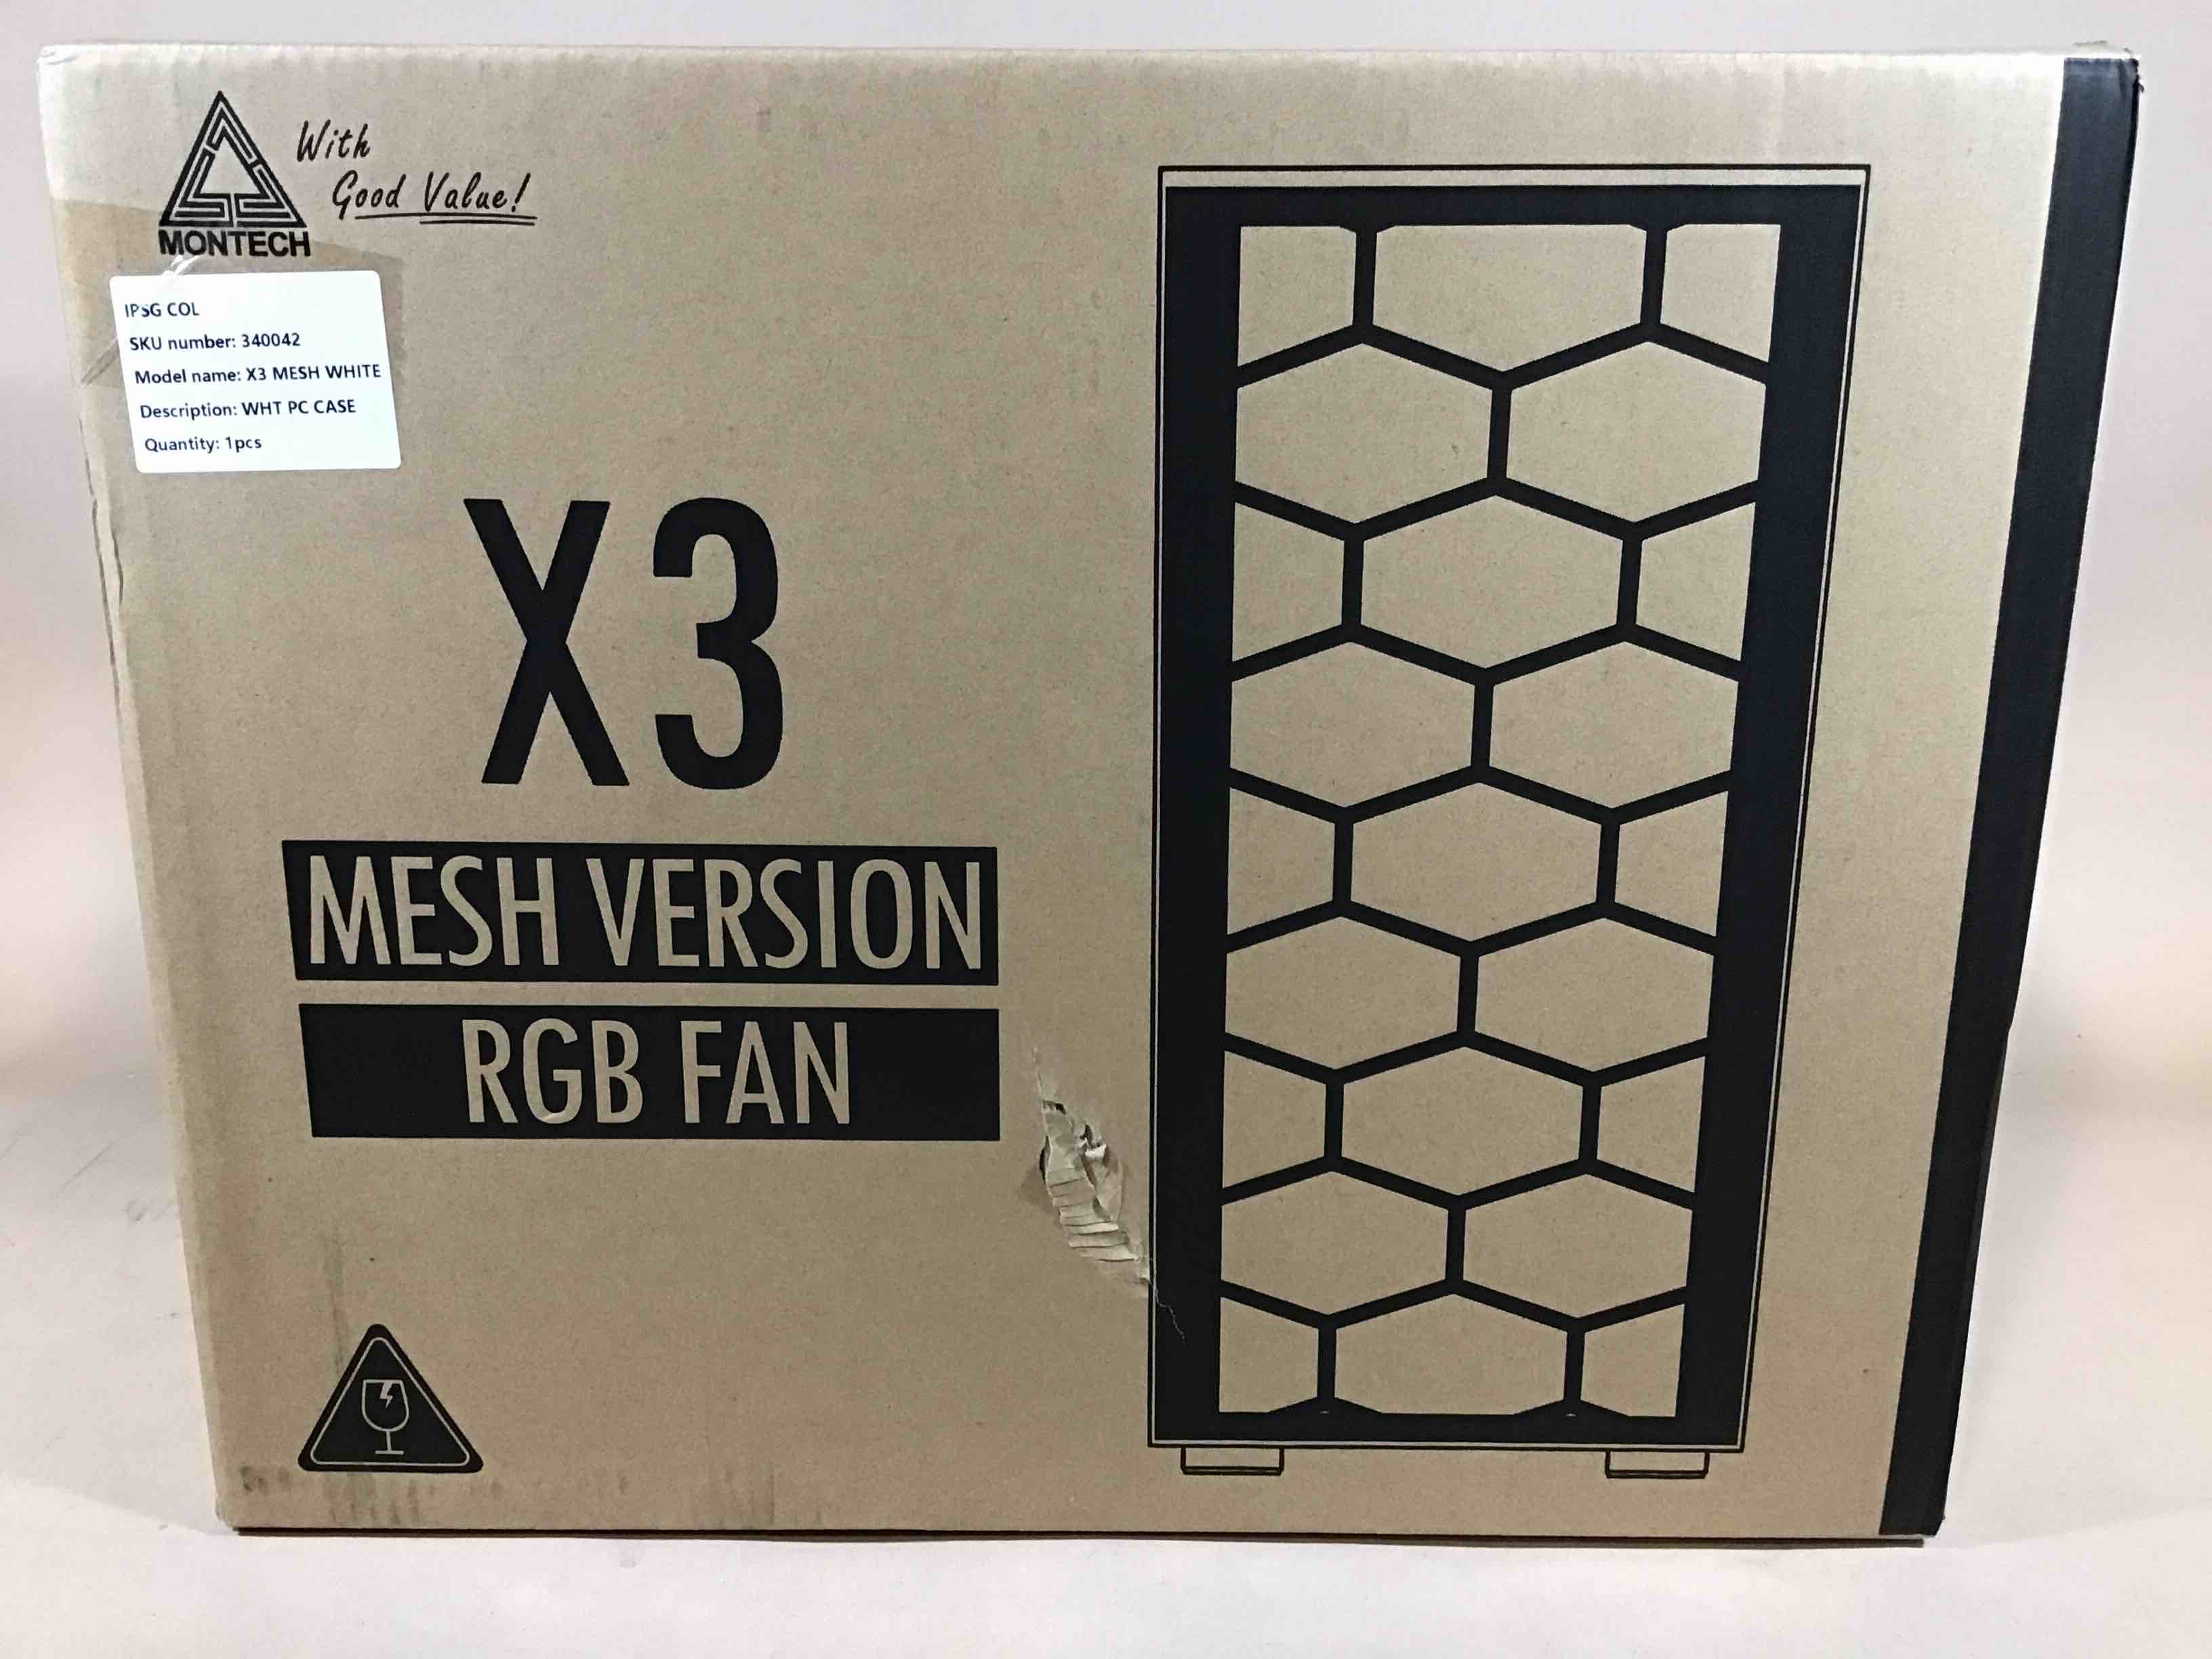 With
Good Value!
MONTECH
IPSG COL
SKU number: 340042
Model name: X3 MESH WHITE
Description: WHT PC CASE
Quantity: 1pcs
X3
MESH VERSION
RGB FAN